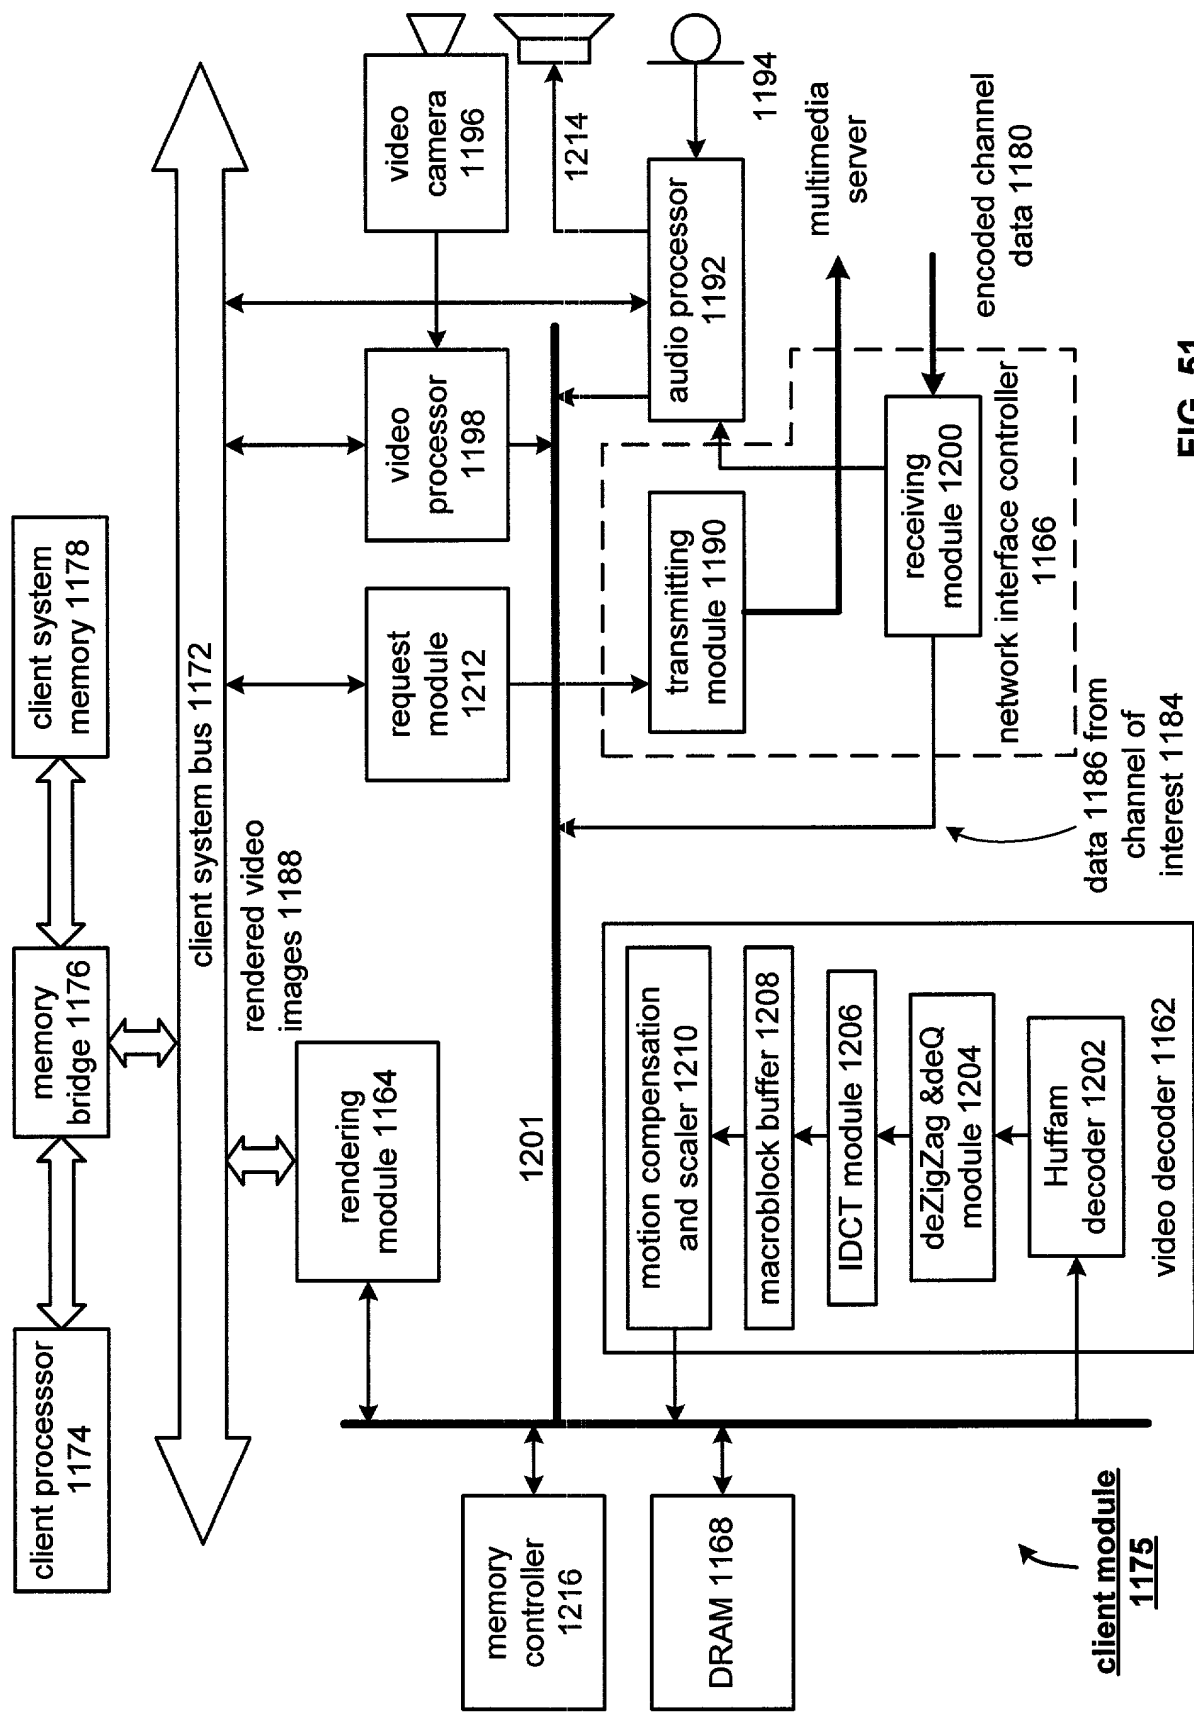 client processsor
1174
memory
bridge 1176
client system
memory 1178
client system bus 1172
rendered video
images 1188
rendering
module 1164
request
module
1212
video
processor
1198
video
camera
1196
1214
1201
memory
controller
1216
DRAM 1168
motion compensation
and scaler 1210
macroblock buffer 1208
IDCT module 1206
deZigZag &deQ
module 1204
Huffam
decoder 1202
video decoder 1162
transmitting
module 1190
audio processor
1192
1194
multimedia
server
receiving
module 1200
network interface controller
1166
encoded channel
data 1180
data 1186 from
channel of
interest 1184
client module
1175
FIG. 51